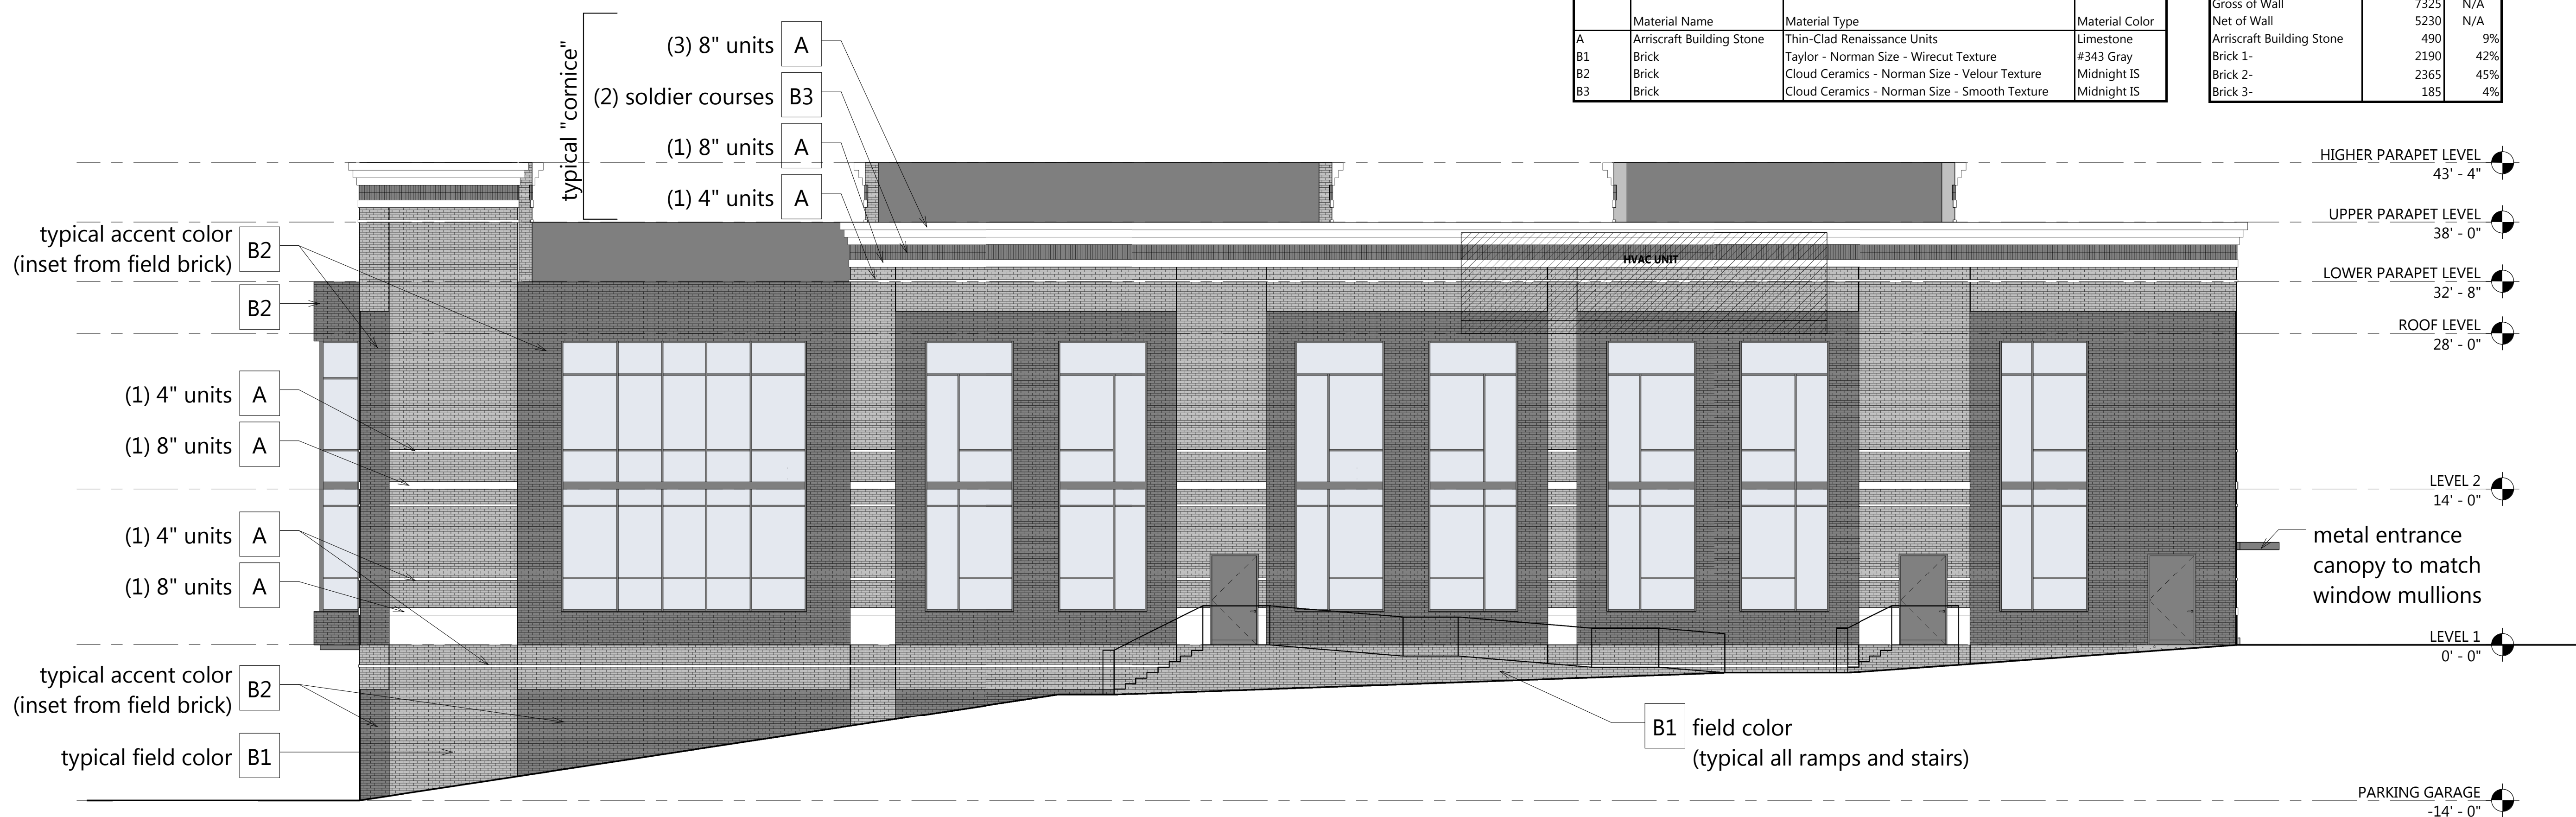 Gross of Wall 7325 N/A
Material Name Material Type Material Color
Net of Wall 5230 N/A
A Arriscraft Building Stone Thin-Clad Renaissance Units Limestone
Arriscraft Building Stone 490 9%
B1 Brick Taylor - Norman Size - Wirecut Texture #343 Gray
Brick 1- 2190 42%
B2 Brick Cloud Ceramics - Norman Size - Velour Texture Midnight IS
Brick 2- 2365 45%
B3 Brick Cloud Ceramics - Norman Size - Smooth Texture Midnight IS
Brick 3- 185 4%
typical "cornice"
(3) 8" units A
(2) soldier courses B3
(1) 8" units A
(1) 4" units A
HIGHER PARAPET LEVEL
43' - 4"
UPPER PARAPET LEVEL
38' - 0"
LOWER PARAPET LEVEL
32' - 8"
ROOF LEVEL
28' - 0"
LEVEL 2
14' - 0"
LEVEL 1
0' - 0"
PARKING GARAGE
-14' - 0"
HVAC UNIT
typical accent color
(inset from field brick)
B2
B2
(1) 4" units A
(1) 8" units A
(1) 4" units A
(1) 8" units A
typical accent color
(inset from field brick)
B2
typical field color B1
metal entrance
canopy to match
window mullions
B1 field color
(typical all ramps and stairs)